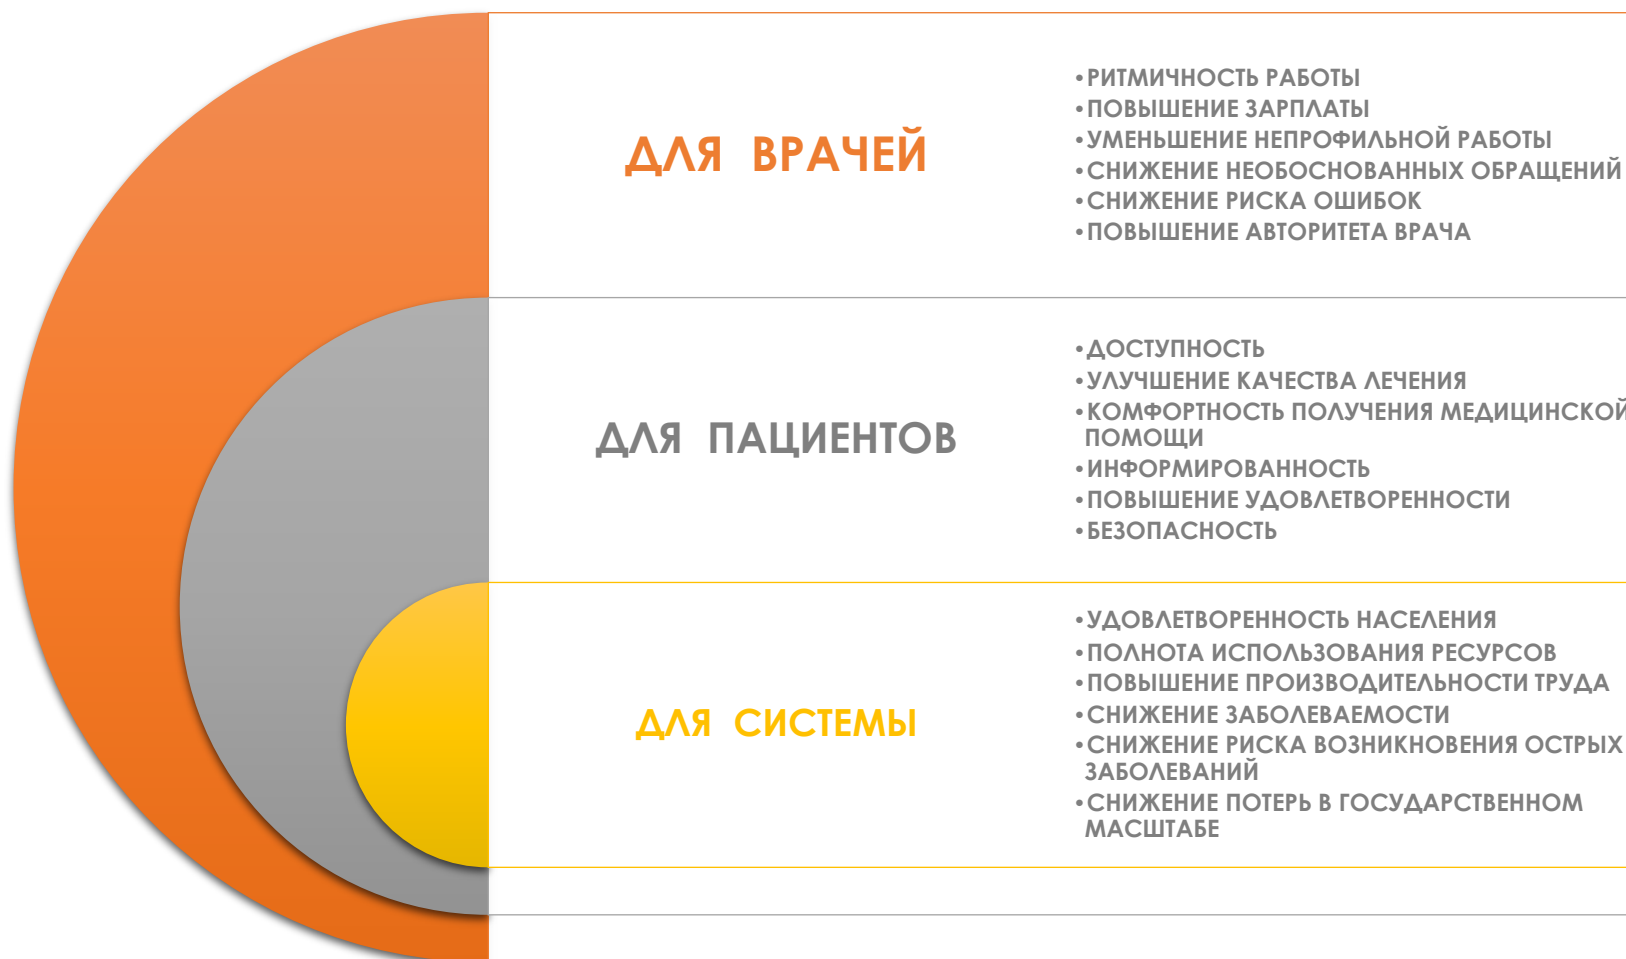 ДЛЯ ВРАЧЕЙ
•РИТМИЧНОСТЬ РАБОТЫ
•ПОВЫШЕНИЕ ЗАРПЛАТЫ
•УМЕНЬШЕНИЕ НЕПРОФИЛЬНОЙ РАБОТЫ
•СНИЖЕНИЕ НЕОБОСНОВАННЫХ ОБРАЩЕНИЙ
•СНИЖЕНИЕ РИСКА ОШИБОК
•ПОВЫШЕНИЕ АВТОРИТЕТА ВРАЧА
ДЛЯ ПАЦИЕНТОВ
•ДОСТУПНОСТЬ
•УЛУЧШЕНИЕ КАЧЕСТВА ЛЕЧЕНИЯ
•КОМФОРТНОСТЬ ПОЛУЧЕНИЯ МЕДИЦИНСКОЙ
ПОМОЩИ
•ИНФОРМИРОВАННОСТЬ
•ПОВЫШЕНИЕ УДОВЛЕТВОРЕННОСТИ
•БЕЗОПАСНОСТЬ
ДЛЯ СИСТЕМЫ
•УДОВЛЕТВОРЕННОСТЬ НАСЕЛЕНИЯ
•ПОЛНОТА ИСПОЛЬЗОВАНИЯ РЕСУРСОВ
•ПОВЫШЕНИЕ ПРОИЗВОДИТЕЛЬНОСТИ ТРУДА
•СНИЖЕНИЕ ЗАБОЛЕВАЕМОСТИ
•СНИЖЕНИЕ РИСКА ВОЗНИКНОВЕНИЯ ОСТРЫХ
ЗАБОЛЕВАНИЙ
•СНИЖЕНИЕ ПОТЕРЬ В ГОСУДАРСТВЕННОМ
МАСШТАБЕ